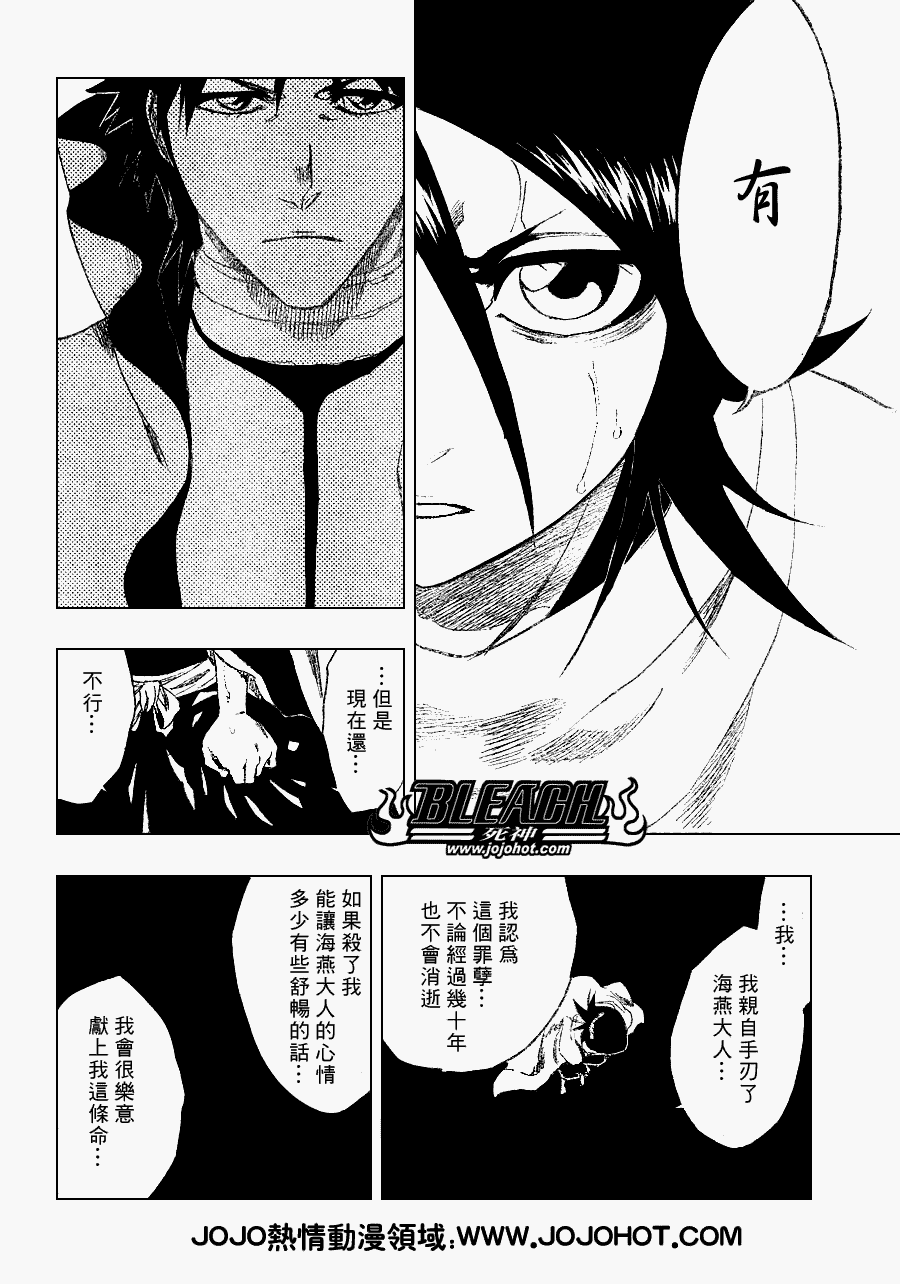 有
…但是
現在還…
不行…
BLEACH
死神
www.jojohot.com
…我…
我親自手刃了
海燕大人…
我認爲
這個罪孽…
不論經過幾十年
也不會消逝
如果殺了我
能讓海燕大人的心情
多少有些舒暢的話…
我會很樂意
獻上我這條命…
JOJO熱情動漫領域:WWW.JOJOHOT.COM